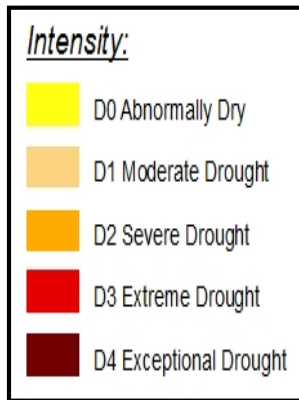 Intensity:
D0 Abnormally Dry
D1 Moderate Drought
D2 Severe Drought
D3 Extreme Drought
D4 Exceptional Drought